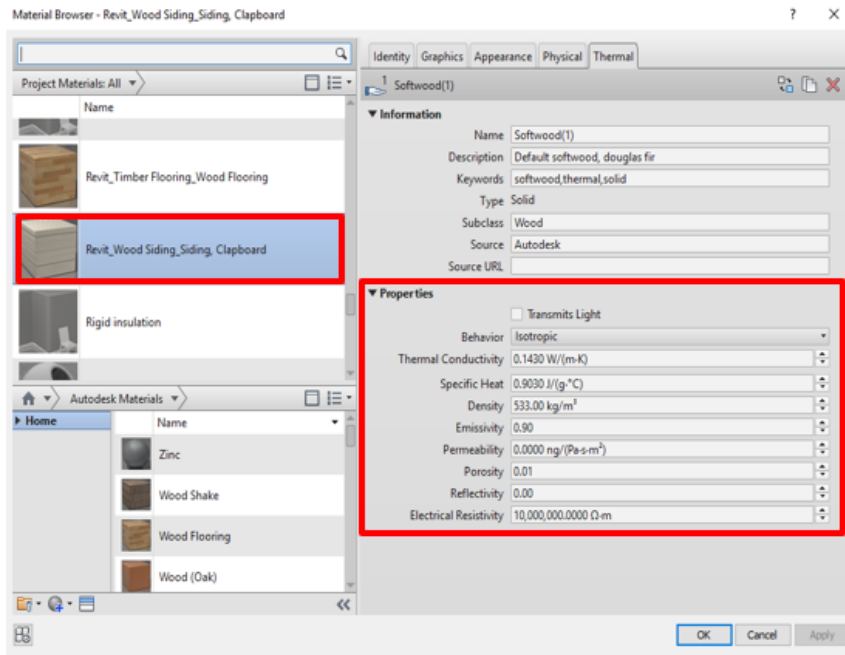 Material Browser - Revit_Wood Siding_Siding, Clapboard
? X
Project Materials: All
Name
Revit_Timber Flooring_Wood Flooring
Revit_Wood Siding_Siding, Clapboard
Rigid insulation
Autodesk Materials
Home
Name
Zinc
Wood Shake
Wood Flooring
Wood (Oak)
Identity Graphics Appearance Physical Thermal
1 Softwood(1)
Information
Name Softwood(1)
Description Default softwood, douglas fir
Keywords softwood,thermal,solid
Type Solid
Subclass Wood
Source Autodesk
Source URL
Properties
Transmits Light
Behavior Isotropic
Thermal Conductivity 0.1430 W/(m·K)
Specific Heat 0.9030 J/(g·°C)
Density 533.00 kg/m³
Emissivity 0.90
Permeability 0.0000 ng/(Pa·s·m²)
Porosity 0.01
Reflectivity 0.00
Electrical Resistivity 10,000,000.0000 Ω·m
OK Cancel Apply